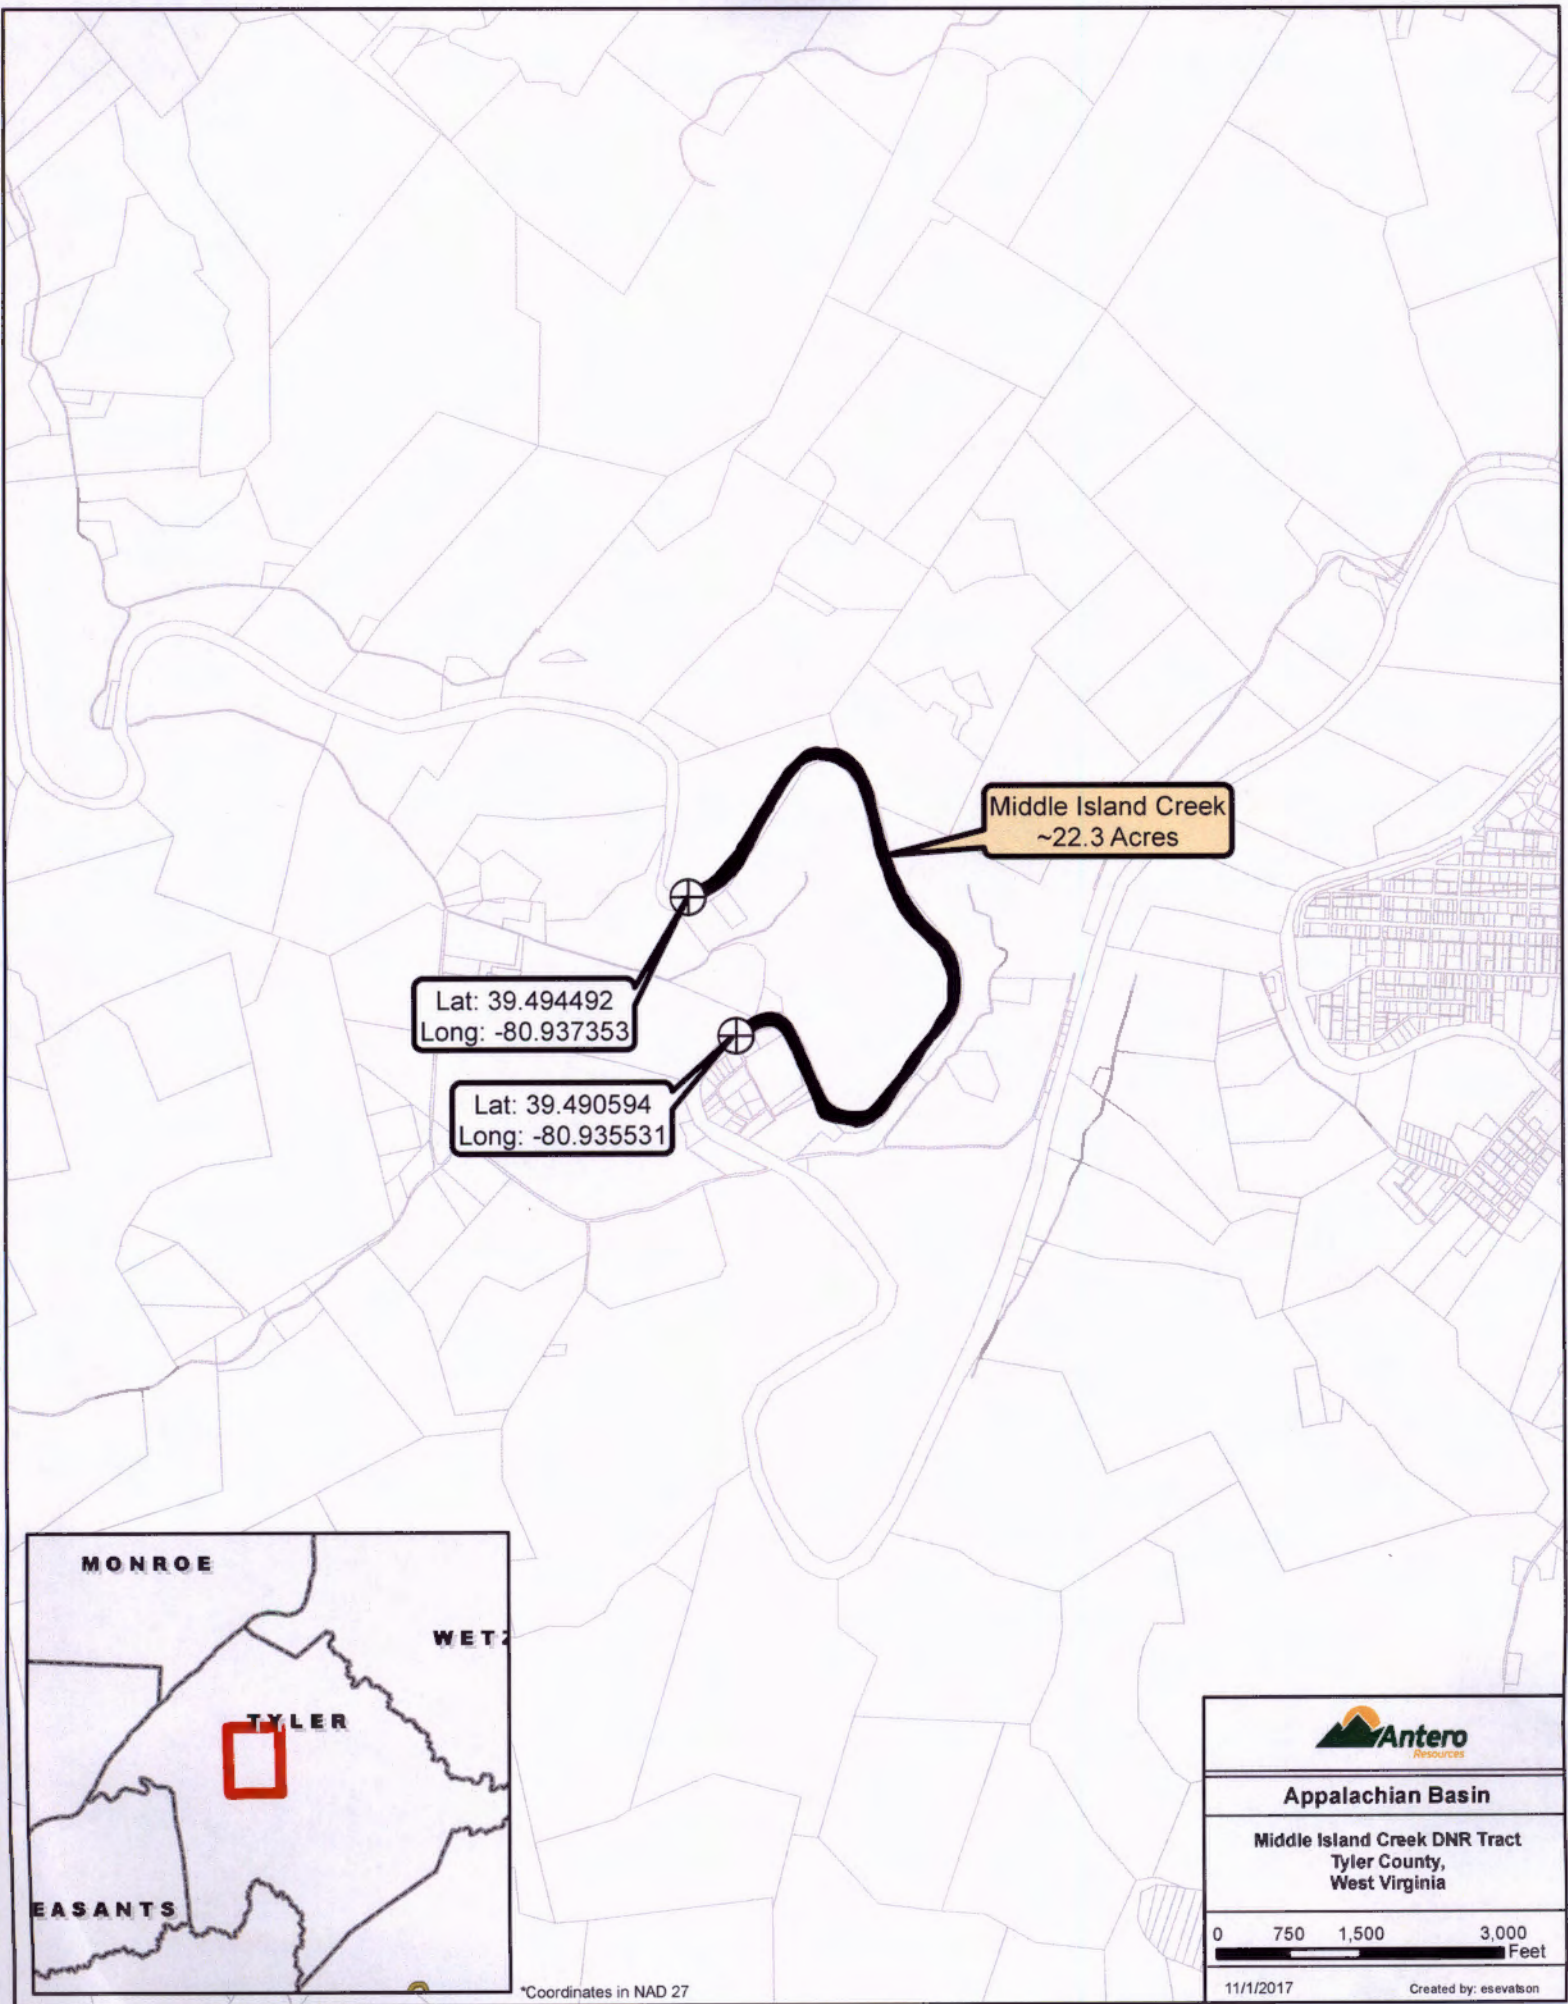 Middle Island Creek
~22.3 Acres
Lat: 39.494492
Long: -80.937353
Lat: 39.490594
Long: -80.935531
MONROE
WETZ
TYLER
EASANTS
*Coordinates in NAD 27
Antero
Resources
Appalachian Basin
Middle Island Creek DNR Tract
Tyler County,
West Virginia
0 750 1,500 3,000
Feet
11/1/2017 Created by: esevatson